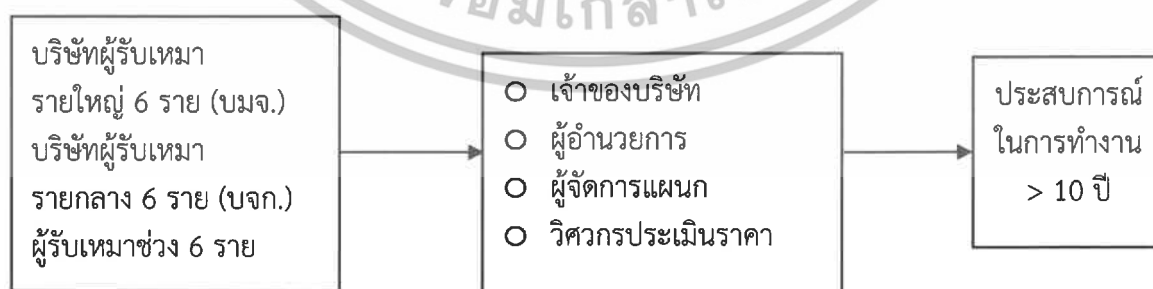 บริษัทผู้รับเหมา
รายใหญ่ 6 ราย (บมจ.)
บริษัทผู้รับเหมา
รายกลาง 6 ราย (บจก.)
ผู้รับเหมาช่วง 6 ราย
O เจ้าของบริษัท
O ผู้อำนวยการ
O ผู้จัดการแผนก
O วิศวกรประเมินราคา
ประสบการณ์
ในการทำงาน
> 10 ปี